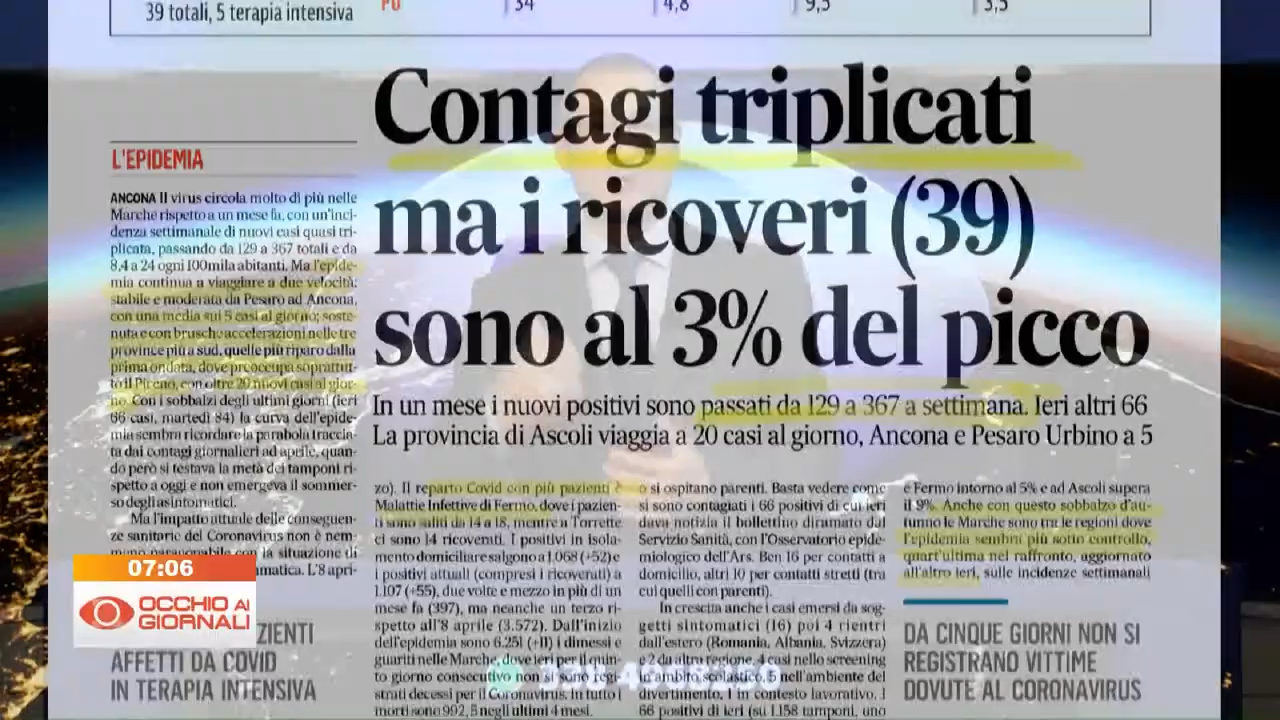 39 totali, 5 terapia intensiva
PU 34 4,8 9,5 3,5
Contagi triplicati
ma i ricoveri (39)
sono al 3% del picco
In un mese i nuovi positivi sono passati da 129 a 367 a settimana. Ieri altri 66
La provincia di Ascoli viaggia a 20 casi al giorno, Ancona e Pesaro Urbino a 5
L'EPIDEMIA
ANCONA Il virus circola molto di più nelle
Marche rispetto a un mese fa, con un'inci-
denza settimanale di nuovi casi quasi tri-
plicata, passando da 129 a 367 totali e da
8,4 a 24 ogni 100mila abitanti. Ma l'epide-
mia continua a viaggiare a due velocità:
stabile e moderata da Pesaro ad Ancona,
con una media sui 5 casi al giorno; soste-
nuta e con brusche accelerazioni nelle tre
province più a sud, quelle più riparo dalla
prima ondata, dove preoccupa soprattut-
to il Piceno, con oltre 20 nuovi casi al gior-
no. Con i sobbalzi degli ultimi giorni (ieri
66 casi, martedì 84) la curva dell'epide-
mia sembra ricordare la parabola traccia-
ta dai contagi giornalieri ad aprile, quan-
do però si testava la metà dei tamponi ri-
spetto a oggi e non emergeva il sommer-
so degli asintomatici.
Ma l'impatto attuale delle conseguen-
ze sanitarie del Coronavirus non è nem-
meno paragonabile con la situazione di
amatica. L'8 apri-
ZIENTI
AFFETTI DA COVID
IN TERAPIA INTENSIVA
zo). Il reparto Covid con più pazienti è
Malattie Infettive di Fermo, dove i pazien-
ti sono saliti da 14 a 18, mentre a Torrette
ci sono 14 ricoverati. I positivi in isola-
mento domiciliare salgono a 1.068 (+52) e
i positivi attuali (compresi i ricoverati) a
1.107 (+55), due volte e mezzo in più di un
mese fa (397), ma neanche un terzo ri-
spetto all'8 aprile (3.572). Dall'inizio
dell'epidemia sono 6.251 (+11) i dimessi e
guariti nelle Marche, dove ieri per il quin-
to giorno consecutivo non si sono regi-
strati decessi per il Coronavirus. In tutto i
morti sono 992, 5 negli ultimi 4 mesi.
o si ospitano parenti. Basta vedere come
si sono contagiati i 66 positivi di cui ieri
dava notizia il bollettino diramato dal
Servizio Sanità, con l'Osservatorio epide-
miologico dell'Ars. Ben 16 per contatti a
domicilio, altri 10 per contatti stretti (tra
cui quelli con parenti).
In crescita anche i casi emersi da sog-
getti sintomatici (16) poi 4 rientri
dall'estero (Romania, Albania, Svizzera)
e 2 da altre regione, 4 casi nello screening
in ambito scolastico, 5 nell'ambiente del
divertimento, 1 in contesto lavorativo. I
66 positivi di ieri (su 1.158 tamponi, uno
e Fermo intorno al 5% e ad Ascoli supera
il 9%. Anche con questo sobbalzo d'au-
tunno le Marche sono tra le regioni dove
l'epidemia sembra più sotto controllo,
quart'ultima nel raffronto, aggiornato
all'altro ieri, sulle incidenze settimanali
DA CINQUE GIORNI NON SI
REGISTRANO VITTIME
DOVUTE AL CORONAVIRUS
07:06
OCCHIO AI
GIORNALI